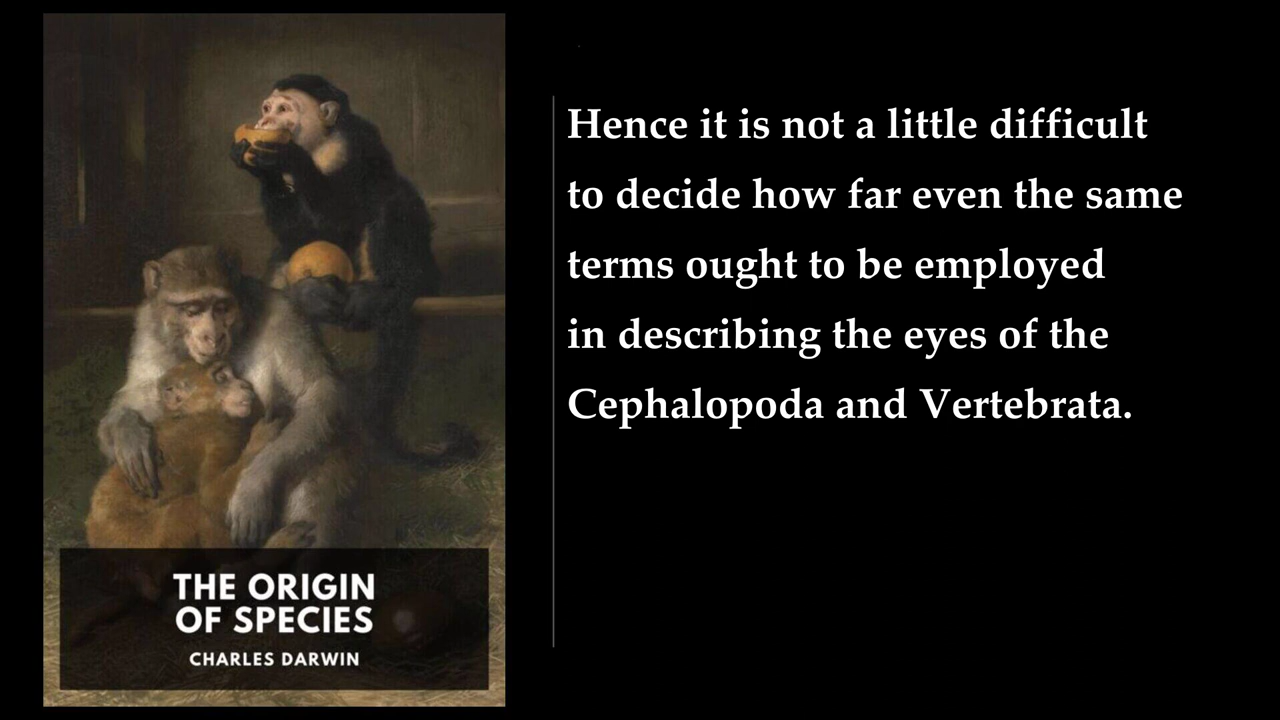 Hence it is not a little difficult
to decide how far even the same
terms ought to be employed
in describing the eyes of the
Cephalopoda and Vertebrata.
THE ORIGIN
OF SPECIES
CHARLES DARWIN